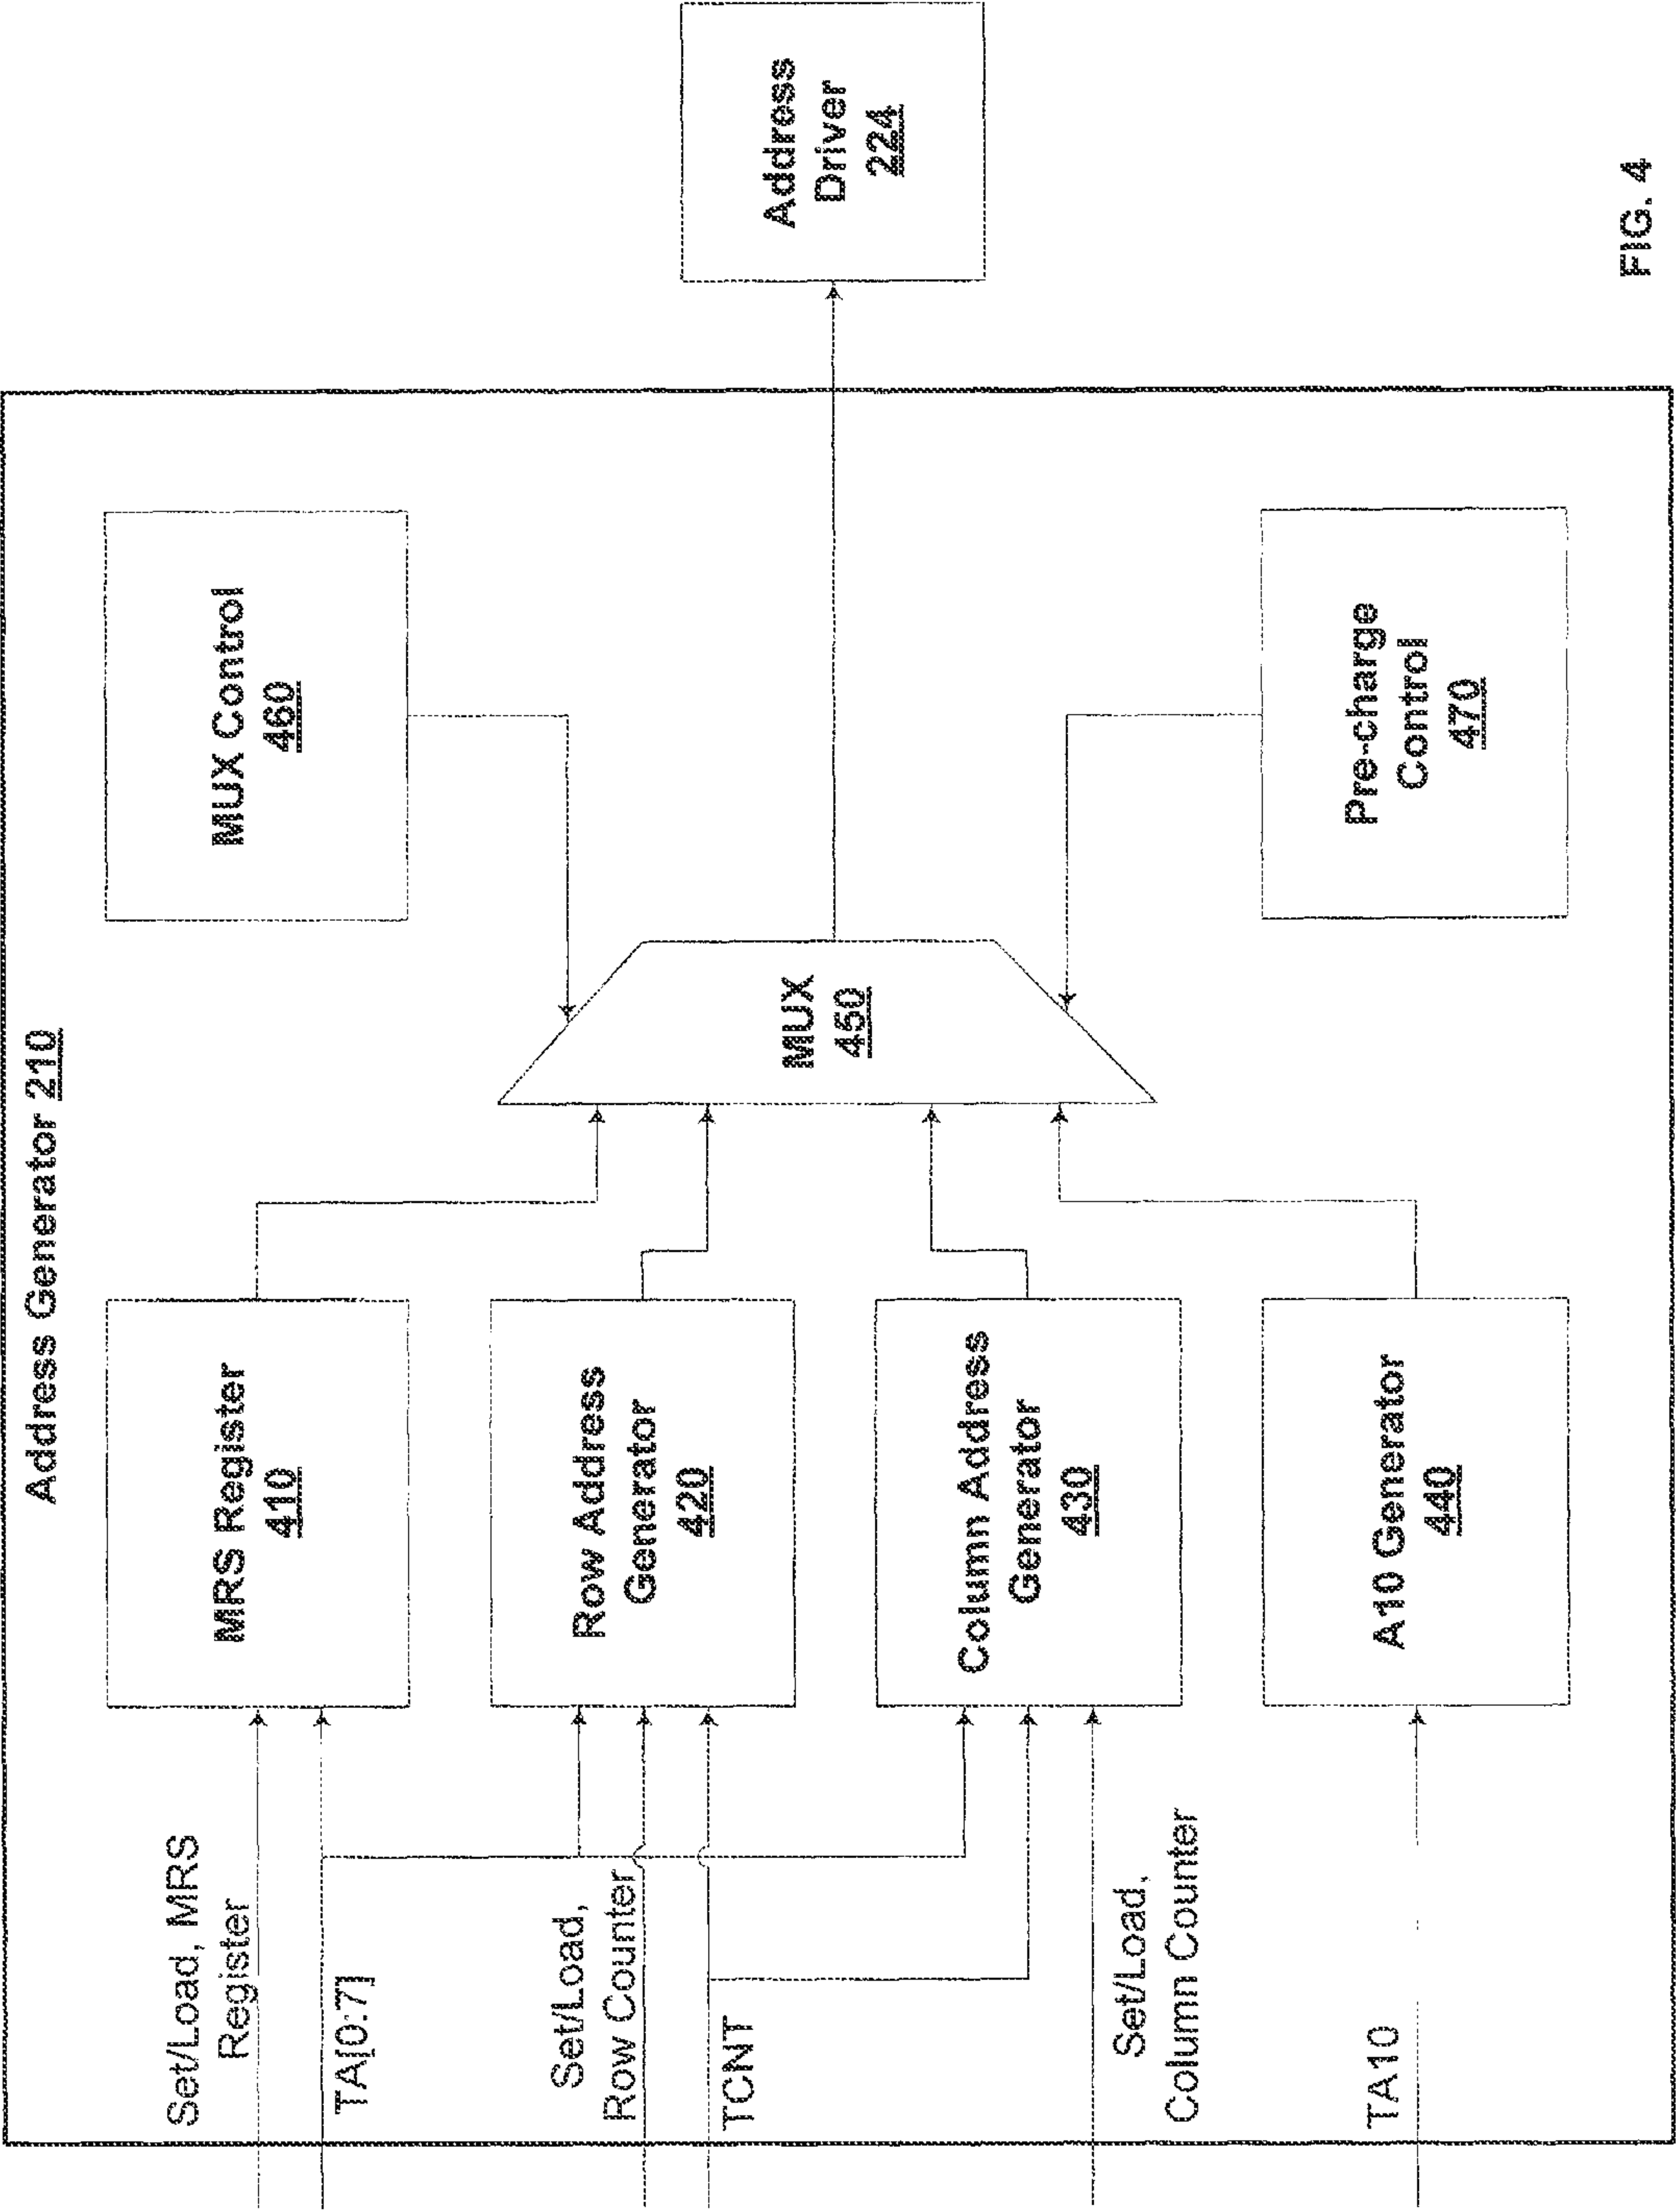 Address Generator 210
Set/Load, MRS
Register
TA[0:7]
Set/Load,
Row Counter
TCNT
Set/Load,
Column Counter
TA10
MRS Register
410
Row Address
Generator
420
Column Address
Generator
430
A10 Generator
440
MUX
450
MUX Control
460
Pre-charge
Control
470
Address
Driver
224
FIG. 4